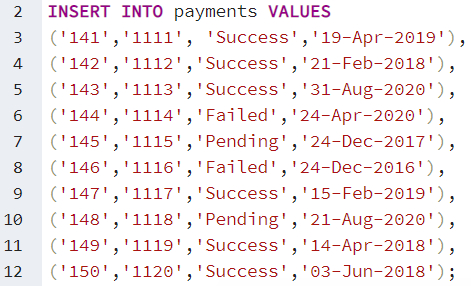 2 INSERT INTO payments VALUES
3 ('141','1111', 'Success','19-Apr-2019'),
4 ('142','1112','Success','21-Feb-2018'),
5 ('143','1113','Success','31-Aug-2020'),
6 ('144','1114','Failed','24-Apr-2020'),
7 ('145','1115','Pending','24-Dec-2017'),
8 ('146','1116','Failed','24-Dec-2016'),
9 ('147','1117','Success','15-Feb-2019'),
10 ('148','1118','Pending','21-Aug-2020'),
11 ('149','1119','Success','14-Apr-2018'),
12 ('150','1120','Success','03-Jun-2018');